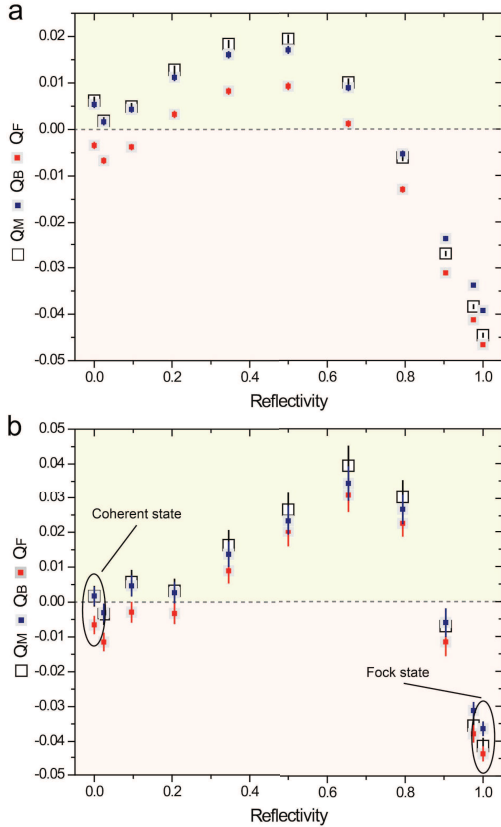 a
0.02
0.01
0.00
-0.01
-0.02
-0.03
-0.04
-0.05
0.0 0.2 0.4 0.6 0.8 1.0
Reflectivity
□ QM ■ QB ■ QF
b
0.05
0.04
0.03
0.02
0.01
0.00
-0.01
-0.02
-0.03
-0.04
-0.05
Coherent state
Fock state
0.0 0.2 0.4 0.6 0.8 1.0
Reflectivity
□ QM ■ QB ■ QF